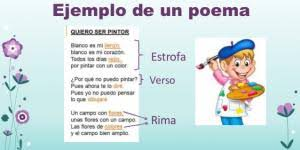 Ejemplo de un poema
QUIERO SER PINTOR
Blanco es mi lienzo,
blanco es mi corazón.
Todos los días sueño
por pintar con un color.
¿Por qué no puedo pintar?
Pues ahora te lo diré.
Pues yo no puedo pensar
lo que dibujaré
Un campo con flores,
unas flores con un campo.
Las flores de colores
y el campo bien amplio.
Estrofa
Verso
Rima